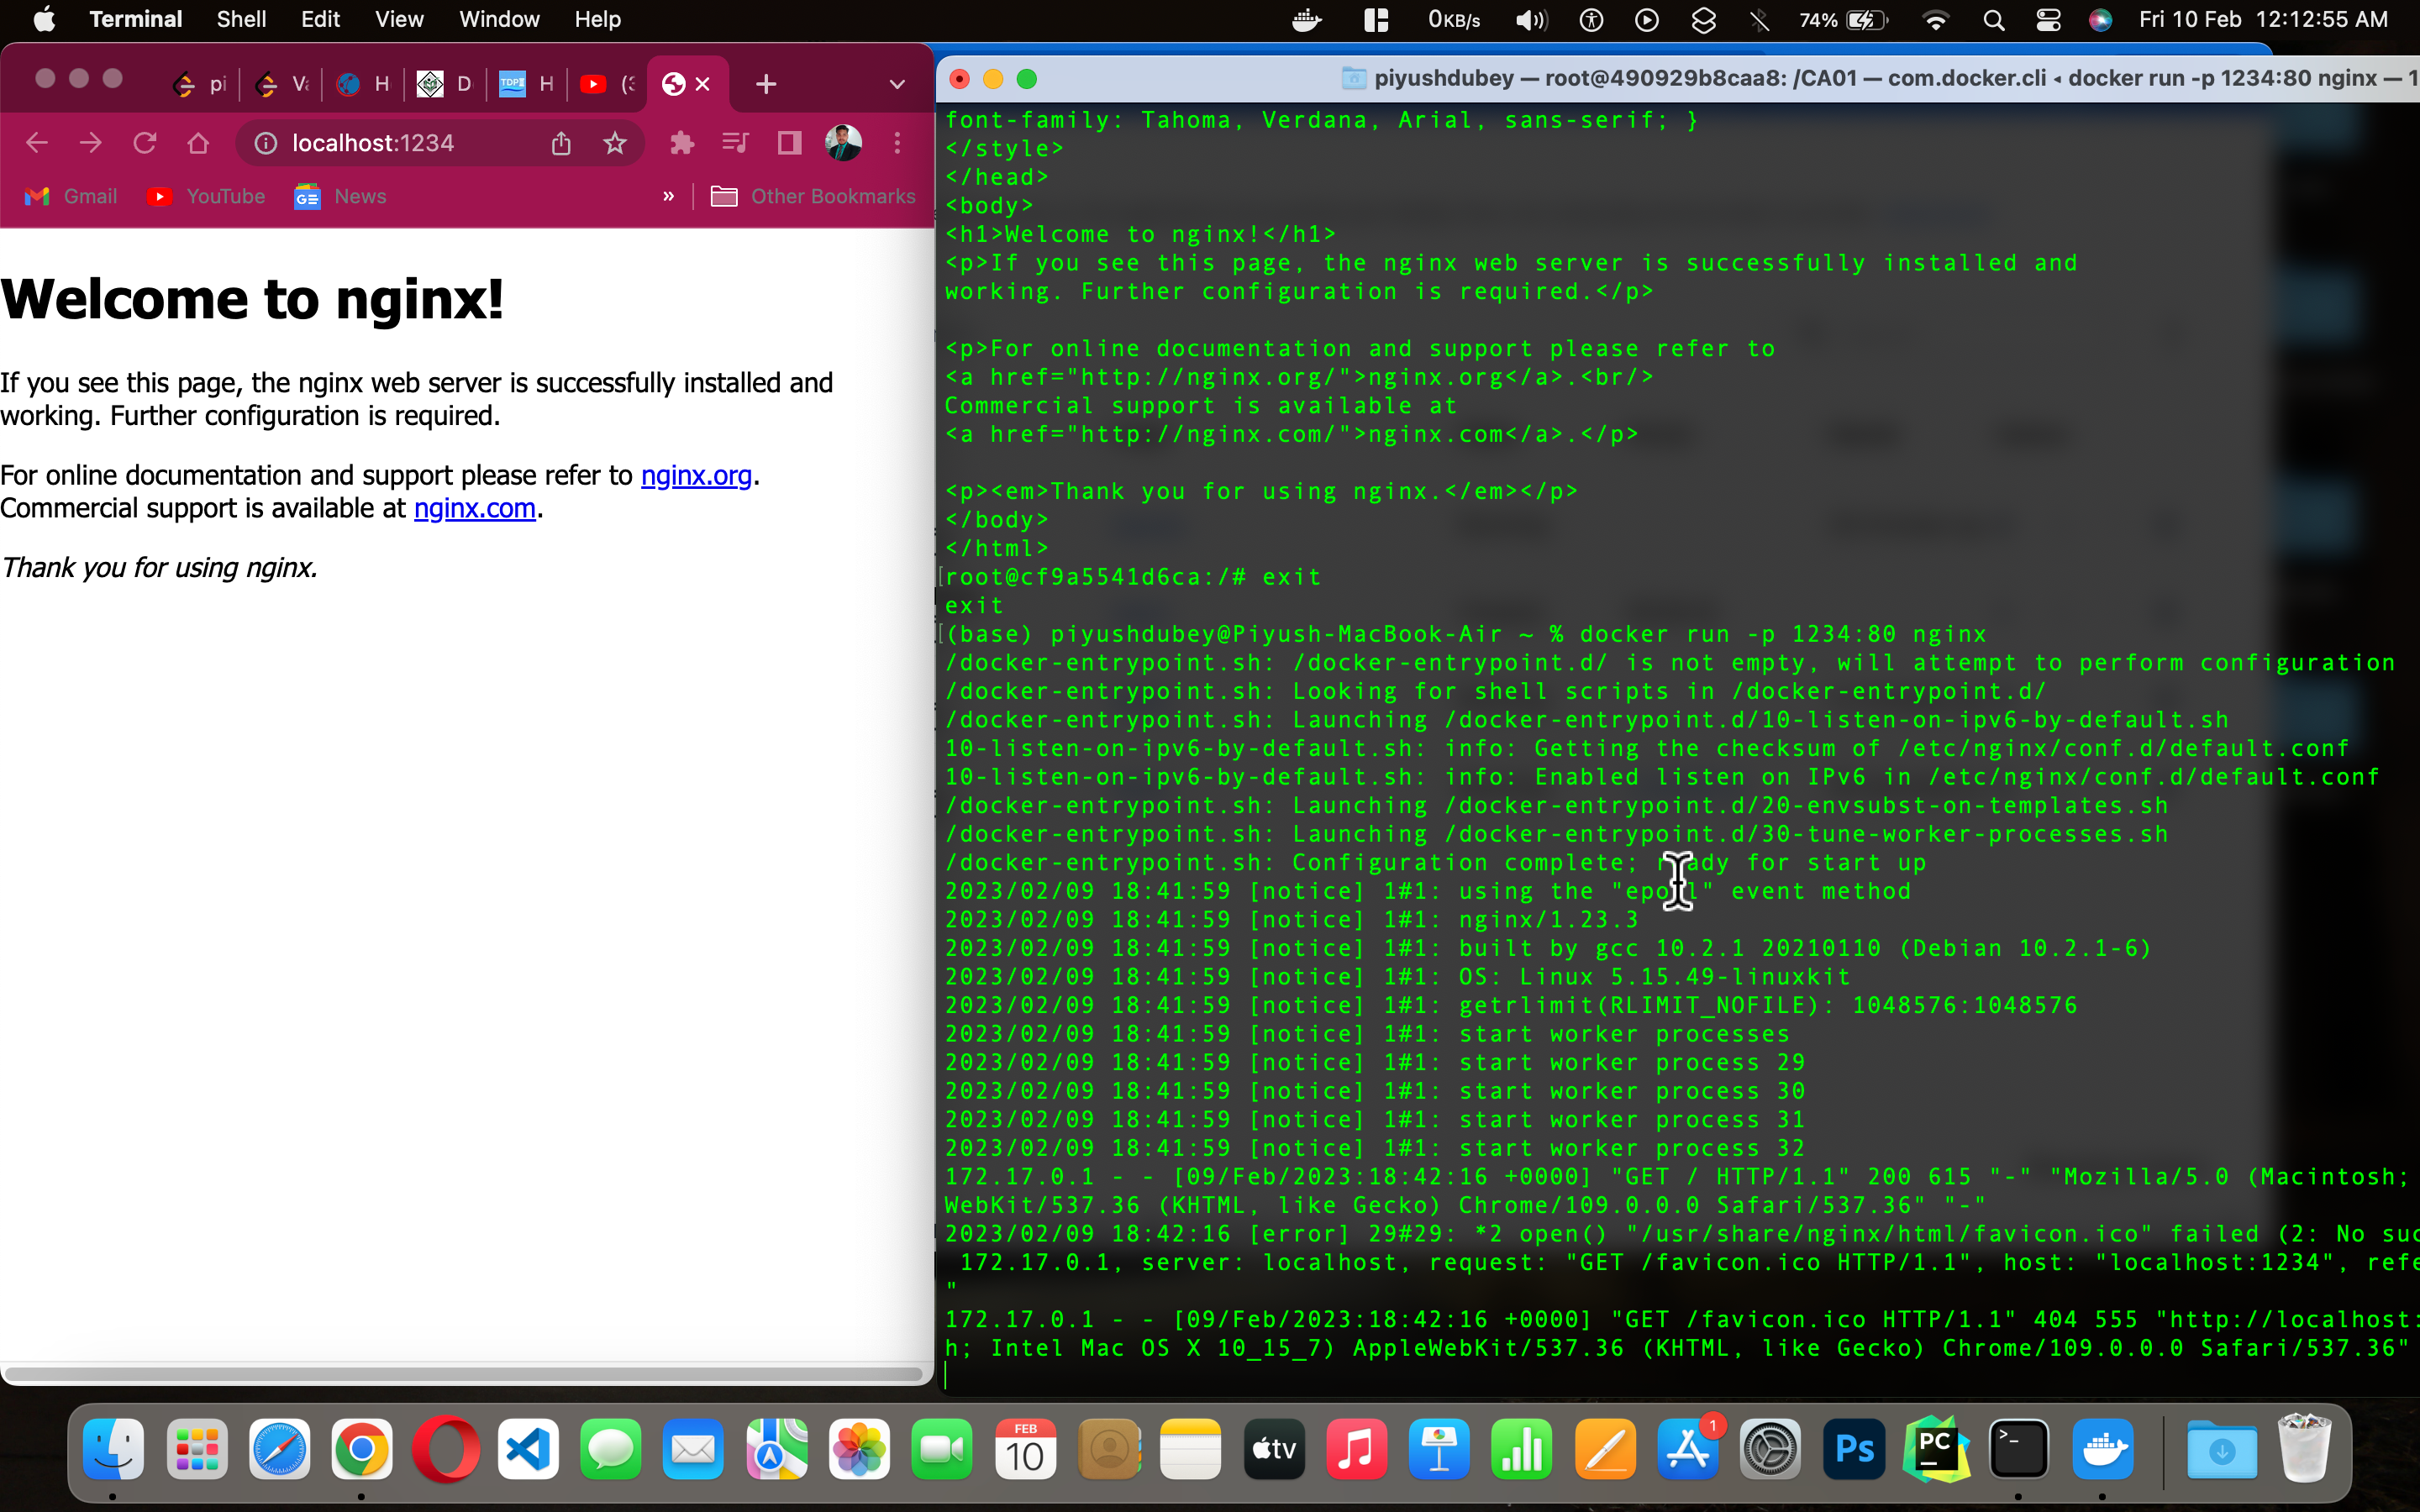 Terminal Shell Edit View Window Help
0KB/s 74% Fri 10 Feb 12:12:55 AM
pi H D TDP H
localhost:1234
Gmail YouTube News » Other Bookmarks
Welcome to nginx!
If you see this page, the nginx web server is successfully installed and
working. Further configuration is required.
For online documentation and support please refer to nginx.org.
Commercial support is available at nginx.com.
Thank you for using nginx.
piyushdubey — root@490929b8caa8: /CA01 — com.docker.cli ◂ docker run -p 1234:80 nginx — 1
font-family: Tahoma, Verdana, Arial, sans-serif; }
</style>
</head>
<body>
<h1>Welcome to nginx!</h1>
<p>If you see this page, the nginx web server is successfully installed and
working. Further configuration is required.</p>
<p>For online documentation and support please refer to
<a href="http://nginx.org/">nginx.org</a>.<br/>
Commercial support is available at
<a href="http://nginx.com/">nginx.com</a>.</p>
<p><em>Thank you for using nginx.</em></p>
</body>
</html>
[root@cf9a5541d6ca:/# exit
exit
[(base) piyushdubey@Piyush-MacBook-Air ~ % docker run -p 1234:80 nginx
/docker-entrypoint.sh: /docker-entrypoint.d/ is not empty, will attempt to perform configuration
/docker-entrypoint.sh: Looking for shell scripts in /docker-entrypoint.d/
/docker-entrypoint.sh: Launching /docker-entrypoint.d/10-listen-on-ipv6-by-default.sh
10-listen-on-ipv6-by-default.sh: info: Getting the checksum of /etc/nginx/conf.d/default.conf
10-listen-on-ipv6-by-default.sh: info: Enabled listen on IPv6 in /etc/nginx/conf.d/default.conf
/docker-entrypoint.sh: Launching /docker-entrypoint.d/20-envsubst-on-templates.sh
/docker-entrypoint.sh: Launching /docker-entrypoint.d/30-tune-worker-processes.sh
/docker-entrypoint.sh: Configuration complete; ready for start up
2023/02/09 18:41:59 [notice] 1#1: using the "epoll" event method
2023/02/09 18:41:59 [notice] 1#1: nginx/1.23.3
2023/02/09 18:41:59 [notice] 1#1: built by gcc 10.2.1 20210110 (Debian 10.2.1-6)
2023/02/09 18:41:59 [notice] 1#1: OS: Linux 5.15.49-linuxkit
2023/02/09 18:41:59 [notice] 1#1: getrlimit(RLIMIT_NOFILE): 1048576:1048576
2023/02/09 18:41:59 [notice] 1#1: start worker processes
2023/02/09 18:41:59 [notice] 1#1: start worker process 29
2023/02/09 18:41:59 [notice] 1#1: start worker process 30
2023/02/09 18:41:59 [notice] 1#1: start worker process 31
2023/02/09 18:41:59 [notice] 1#1: start worker process 32
172.17.0.1 - - [09/Feb/2023:18:42:16 +0000] "GET / HTTP/1.1" 200 615 "-" "Mozilla/5.0 (Macintosh;
WebKit/537.36 (KHTML, like Gecko) Chrome/109.0.0.0 Safari/537.36" "-"
2023/02/09 18:42:16 [error] 29#29: *2 open() "/usr/share/nginx/html/favicon.ico" failed (2: No suc
172.17.0.1, server: localhost, request: "GET /favicon.ico HTTP/1.1", host: "localhost:1234", refe
"
172.17.0.1 - - [09/Feb/2023:18:42:16 +0000] "GET /favicon.ico HTTP/1.1" 404 555 "http://localhost:
h; Intel Mac OS X 10_15_7) AppleWebKit/537.36 (KHTML, like Gecko) Chrome/109.0.0.0 Safari/537.36"
FEB
10
tv
1
Ps
PC
>_